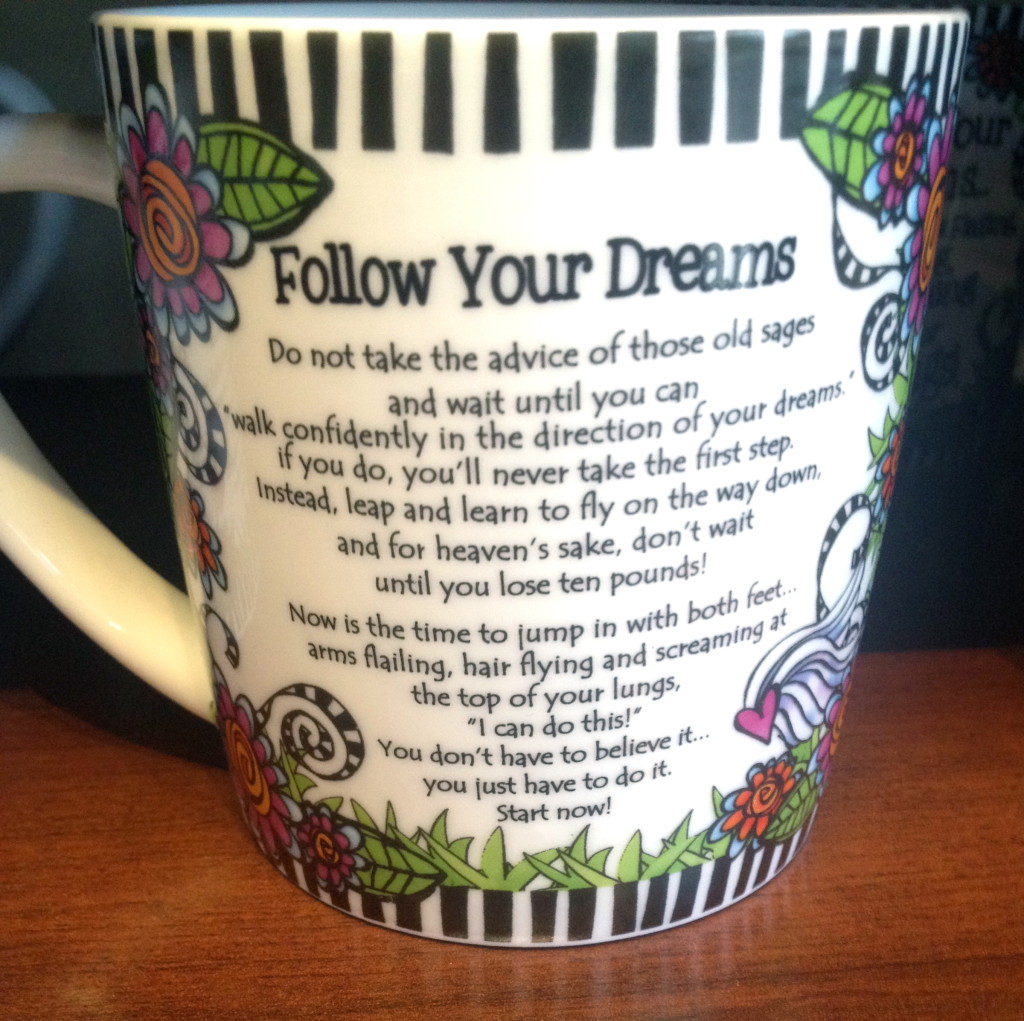 Follow Your Dreams
Do not take the advice of those old sages
and wait until you can
"walk confidently in the direction of your dreams."
if you do, you'll never take the first step.
Instead, leap and learn to fly on the way down,
and for heaven's sake, don't wait
until you lose ten pounds!
Now is the time to jump in with both feet...
arms flailing, hair flying and screaming at
the top of your lungs,
"I can do this!"
You don't have to believe it...
you just have to do it.
Start now!